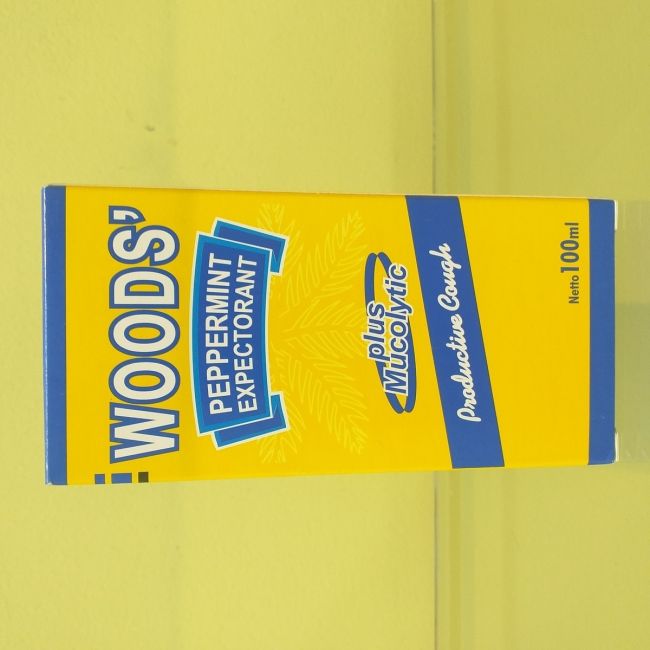 WOODS'
PEPPERMINT
EXPECTORANT
plus
Mucolytic
Productive Cough
Netto 100ml